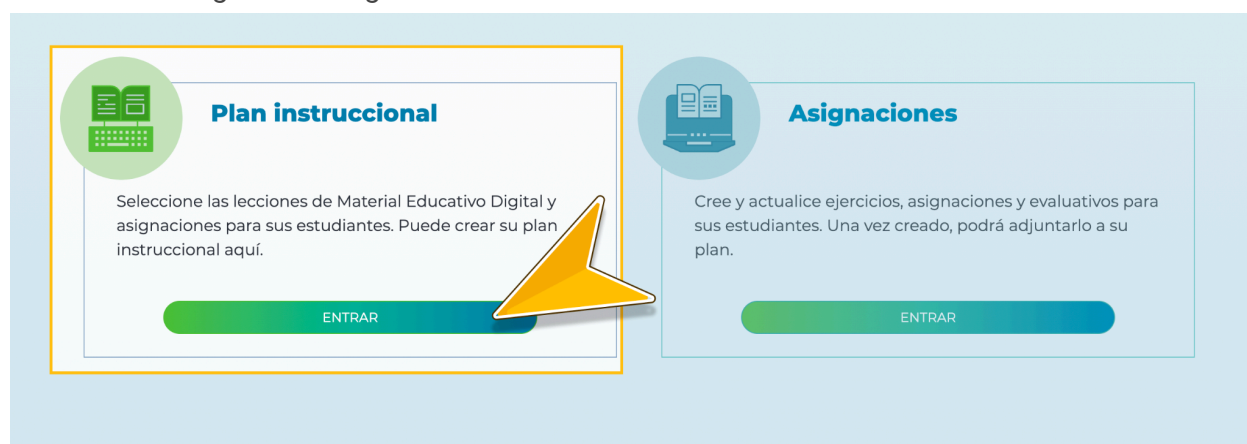 Plan instruccional
Seleccione las lecciones de Material Educativo Digital y
asignaciones para sus estudiantes. Puede crear su plan
instruccional aquí.
ENTRAR
Asignaciones
Cree y actualice ejercicios, asignaciones y evaluativos para
sus estudiantes. Una vez creado, podrá adjuntarlo a su
plan.
ENTRAR